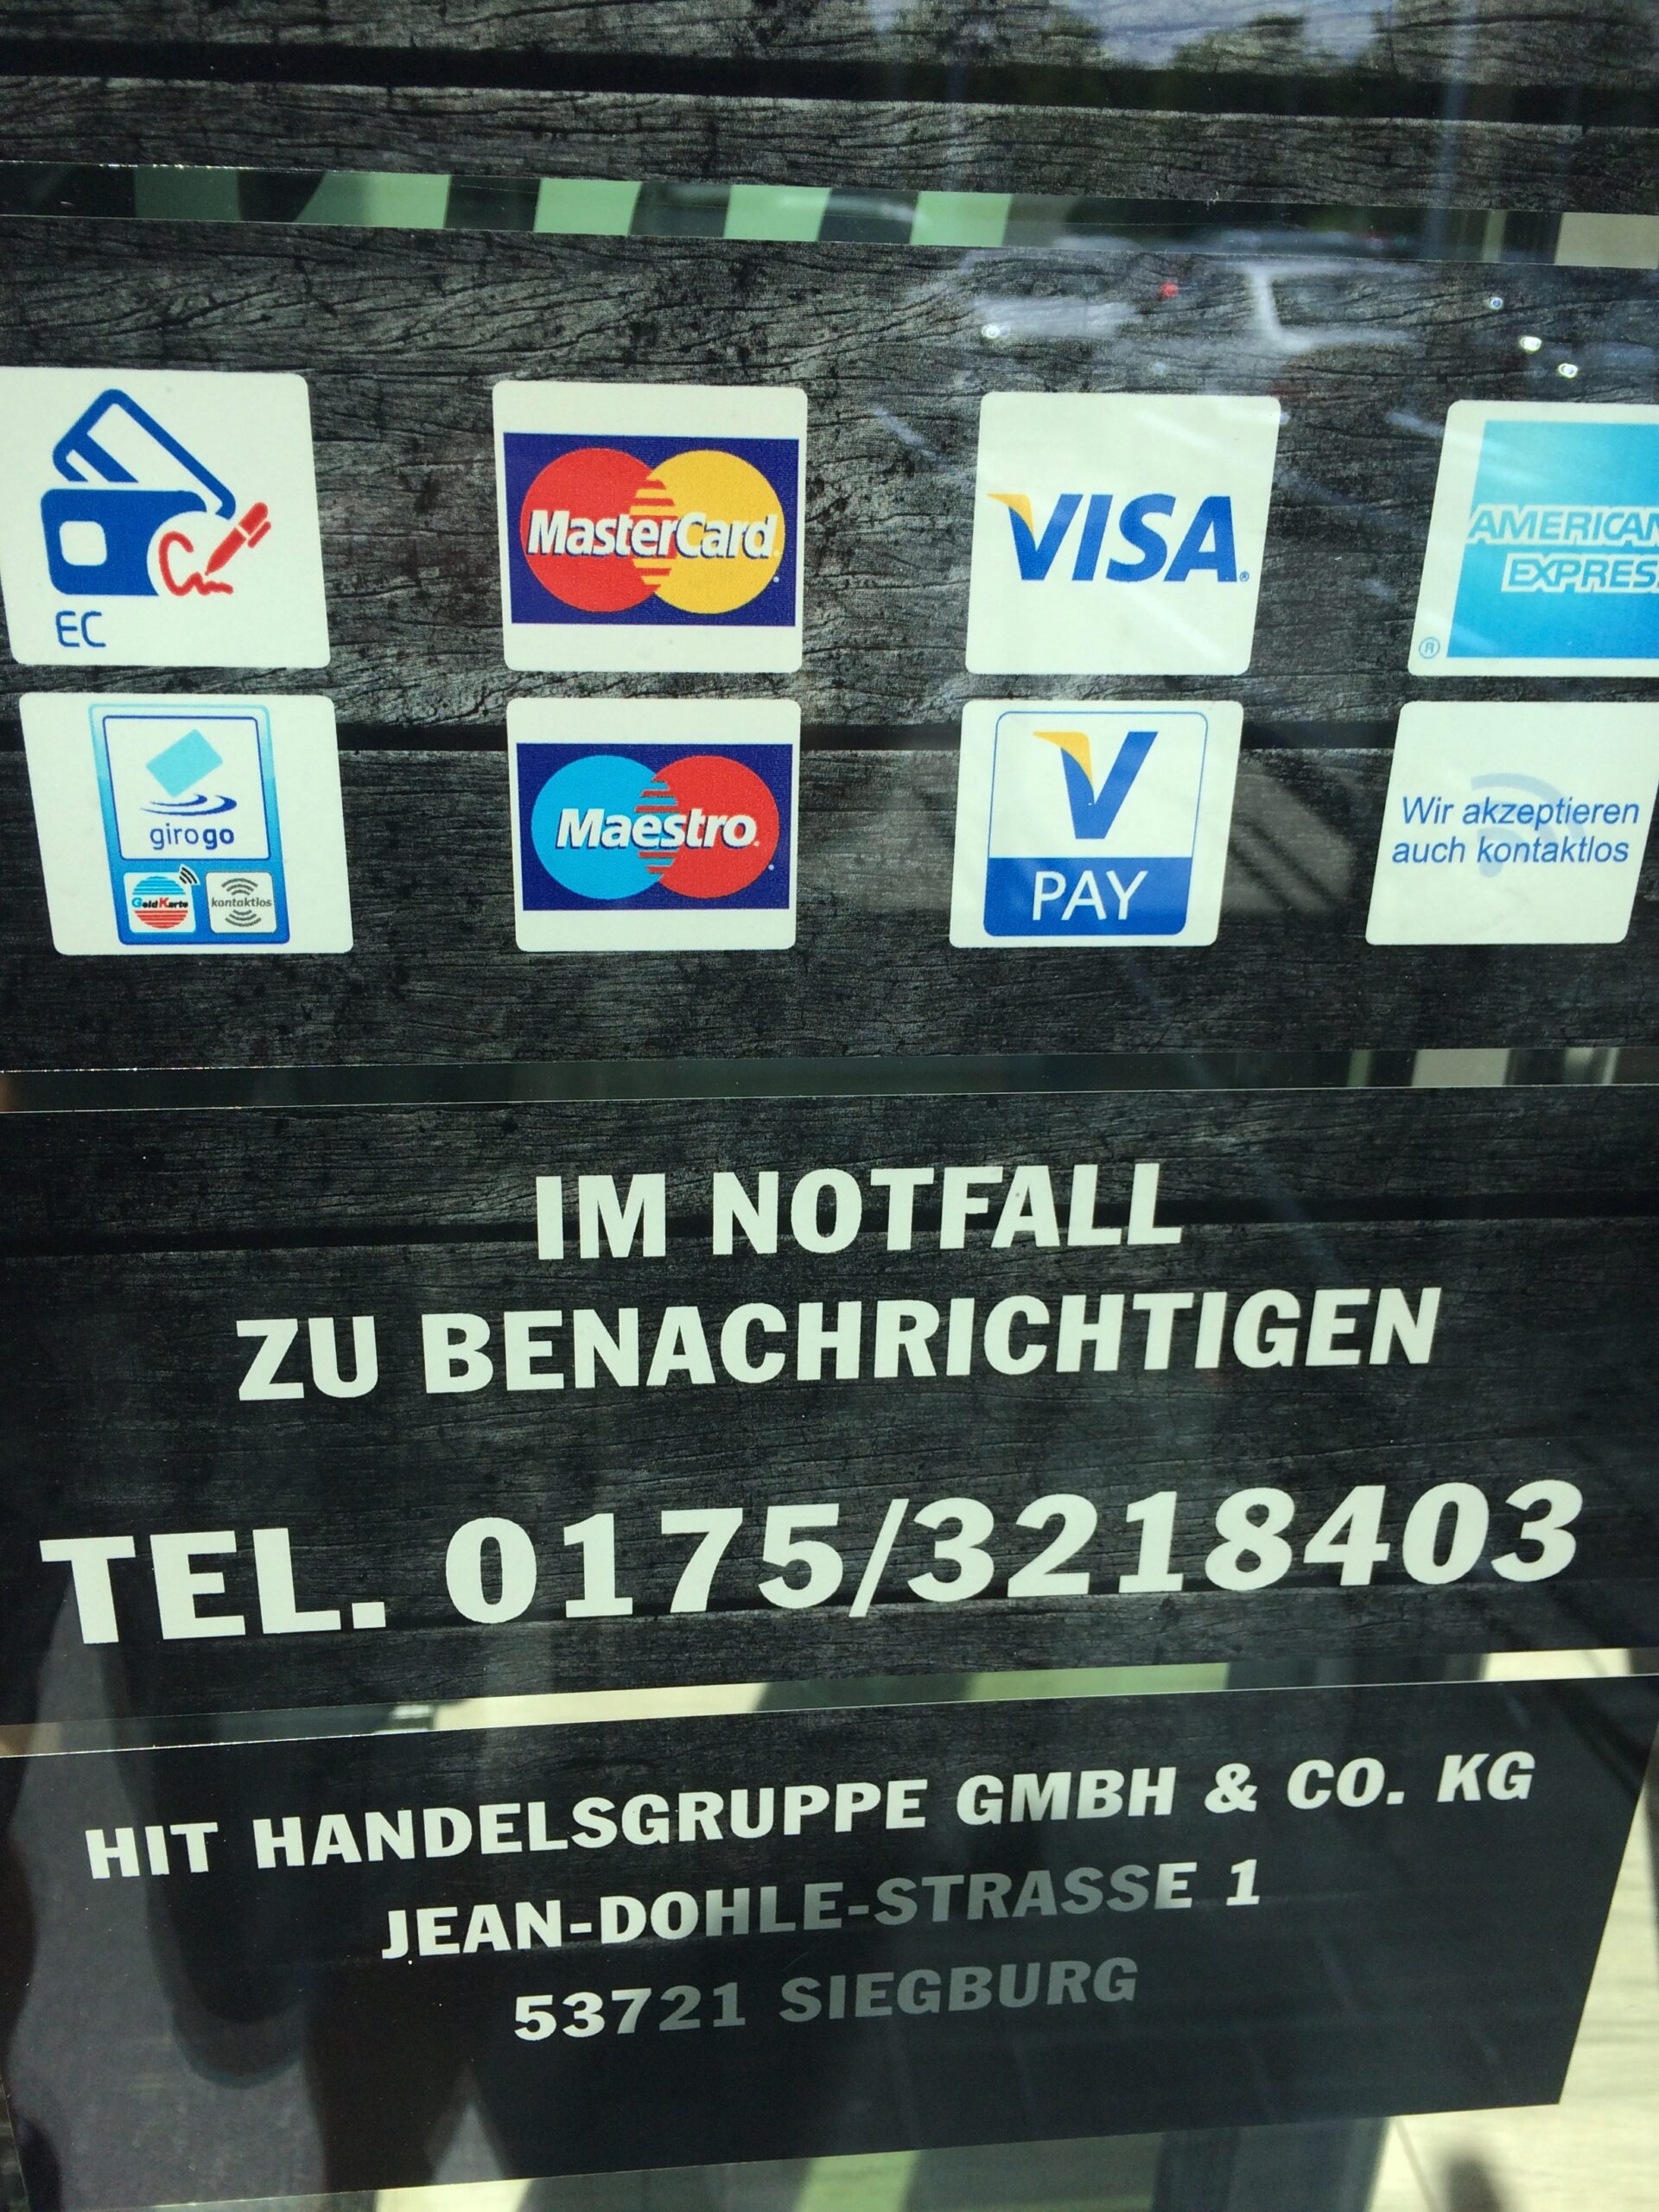 EC
MasterCard
VISA
AMERICAN
EXPRESS
girogo
GeldKarte
kontaktlos
Maestro
V
PAY
Wir akzeptieren
auch kontaktlos
IM NOTFALL
ZU BENACHRICHTIGEN
TEL. 0175/3218403
HIT HANDELSGRUPPE GMBH & CO. KG
JEAN-DOHLE-STRASSE 1
53721 SIEGBURG